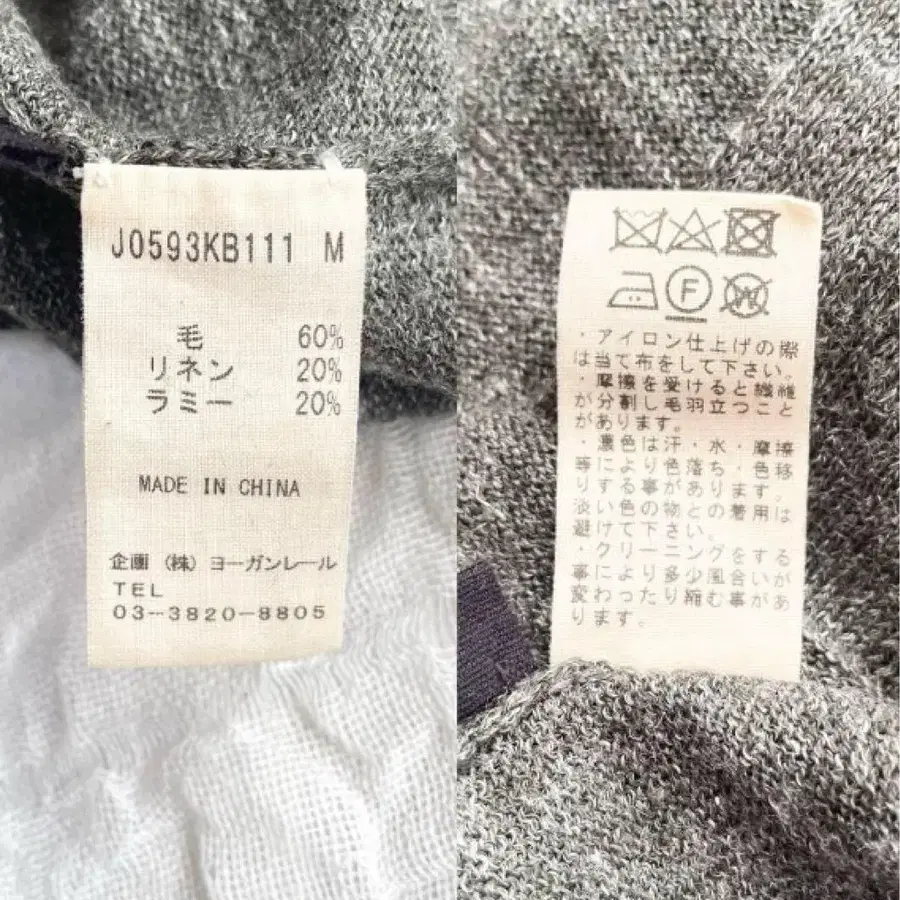 J0593KB111 M
毛 60%
リネン 20%
ラミー 20%
MADE IN CHINA
企画 (株) ヨーガンレール
TEL
03-3820-8805
F
W
・アイロン仕上げの際
は当て布をして下さい。
・摩擦を受けると繊維
が分割し毛羽立つこと
があります。
・濃色は汗・水・摩擦
等により色落ち・色移
りする事があります。
淡い色の物との着用は
避けて下さい。
・クリーニングをする
事により多少風合いが
変わったり縮む事があ
ります。